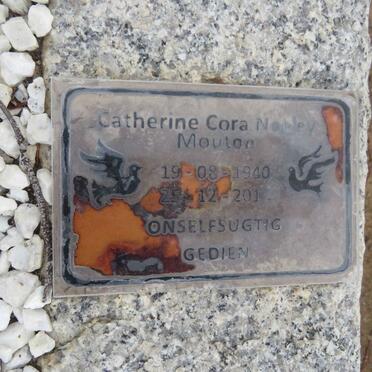 Catherine Cora
Mouton
19-08-1940
ONSELFSUGTIG
GEDIEN